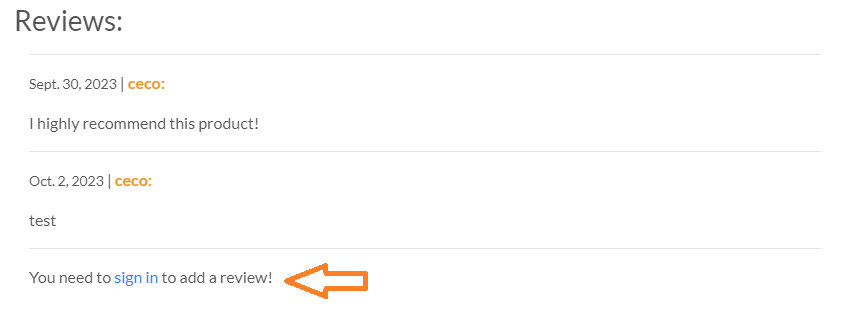 Reviews:
Sept. 30, 2023 | ceco:
I highly recommend this product!
Oct. 2, 2023 | ceco:
test
You need to sign in to add a review!